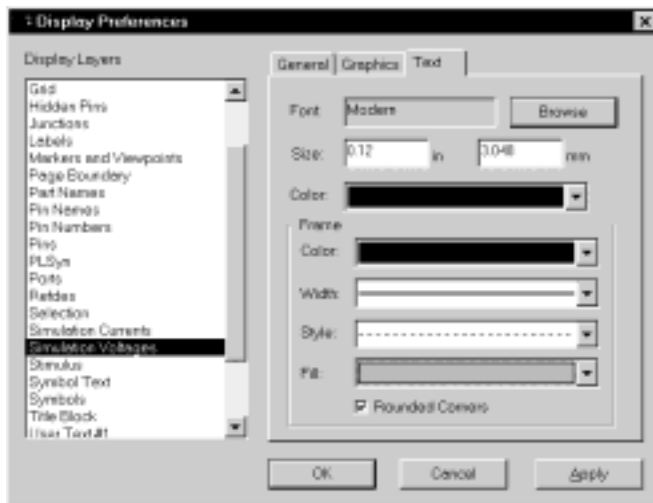 Display Preferences
Display Layers
Grid
Hidden Pins
Junctions
Labels
Markers and Viewpoints
Page Boundary
Part Names
Pin Names
Pin Numbers
Pins
PLSyn
Ports
Refdes
Selection
Simulation Currents
Simulation Voltages
Stimulus
Symbol Text
Symbols
Title Block
User Text#1
General Graphics Text
Font Modern Browse
Size: 0.12 in 3.048 mm
Color:
Frame
Color:
Width:
Style:
Fill:
Rounded Corners
OK Cancel Apply